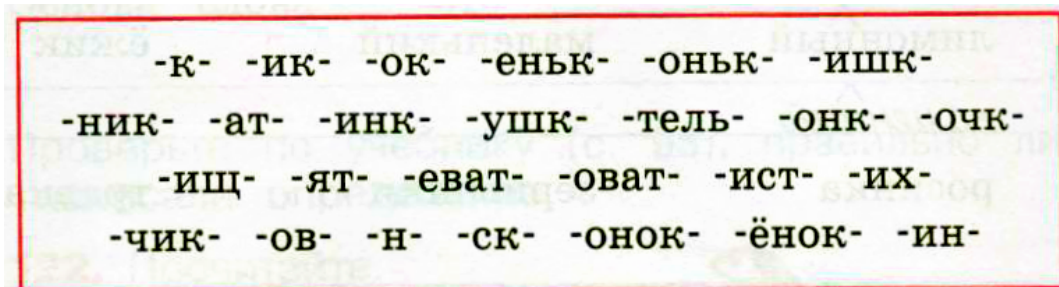 -к- -ик- -ок- -еньк- -оньк- -ишк-
-ник- -ат- -инк- -ушк- -тель- -онк- -очк-
-ищ- -ят- -еват- -оват- -ист- -их-
-чик- -ов- -н- -ск- -онок- -ёнок- -ин-